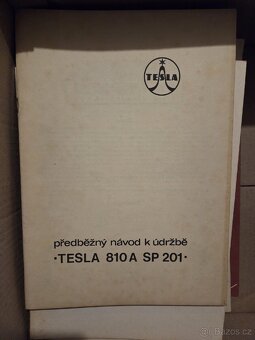 TESLA
předběžný návod k údržbě
•TESLA 810A SP 201•
bazos.cz